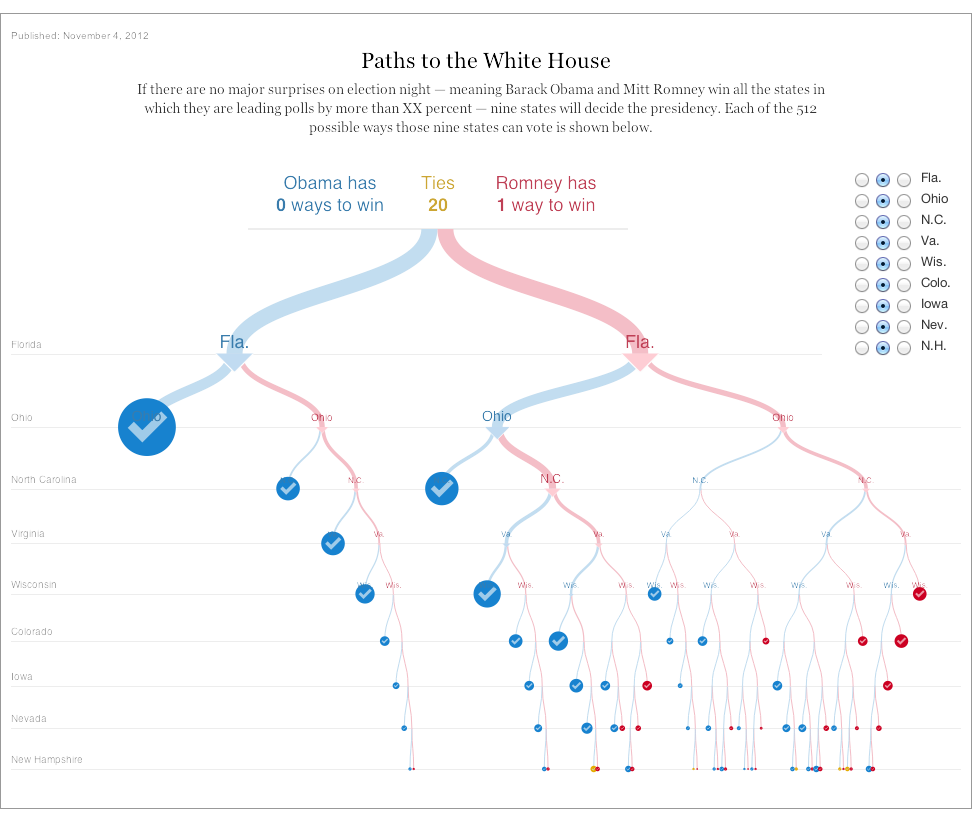 Published: November 4, 2012
Paths to the White House
If there are no major surprises on election night — meaning Barack Obama and Mitt Romney win all the states in
which they are leading polls by more than XX percent — nine states will decide the presidency. Each of the 512
possible ways those nine states can vote is shown below.
Obama has Ties Romney has
0 ways to win 20 1 way to win
Fla.
Ohio
N.C.
Va.
Wis.
Colo.
Iowa
Nev.
N.H.
Florida Fla. Fla.
Ohio Ohio Ohio Ohio
North Carolina N.C. N.C. N.C. N.C.
Virginia Va. Va. Va. Va. Va. Va. Va.
Wisconsin Wis. Wis. Wis. Wis. Wis. Wis. Wis. Wis. Wis. Wis. Wis. Wis. Wis.
Colorado
Iowa
Nevada
New Hampshire